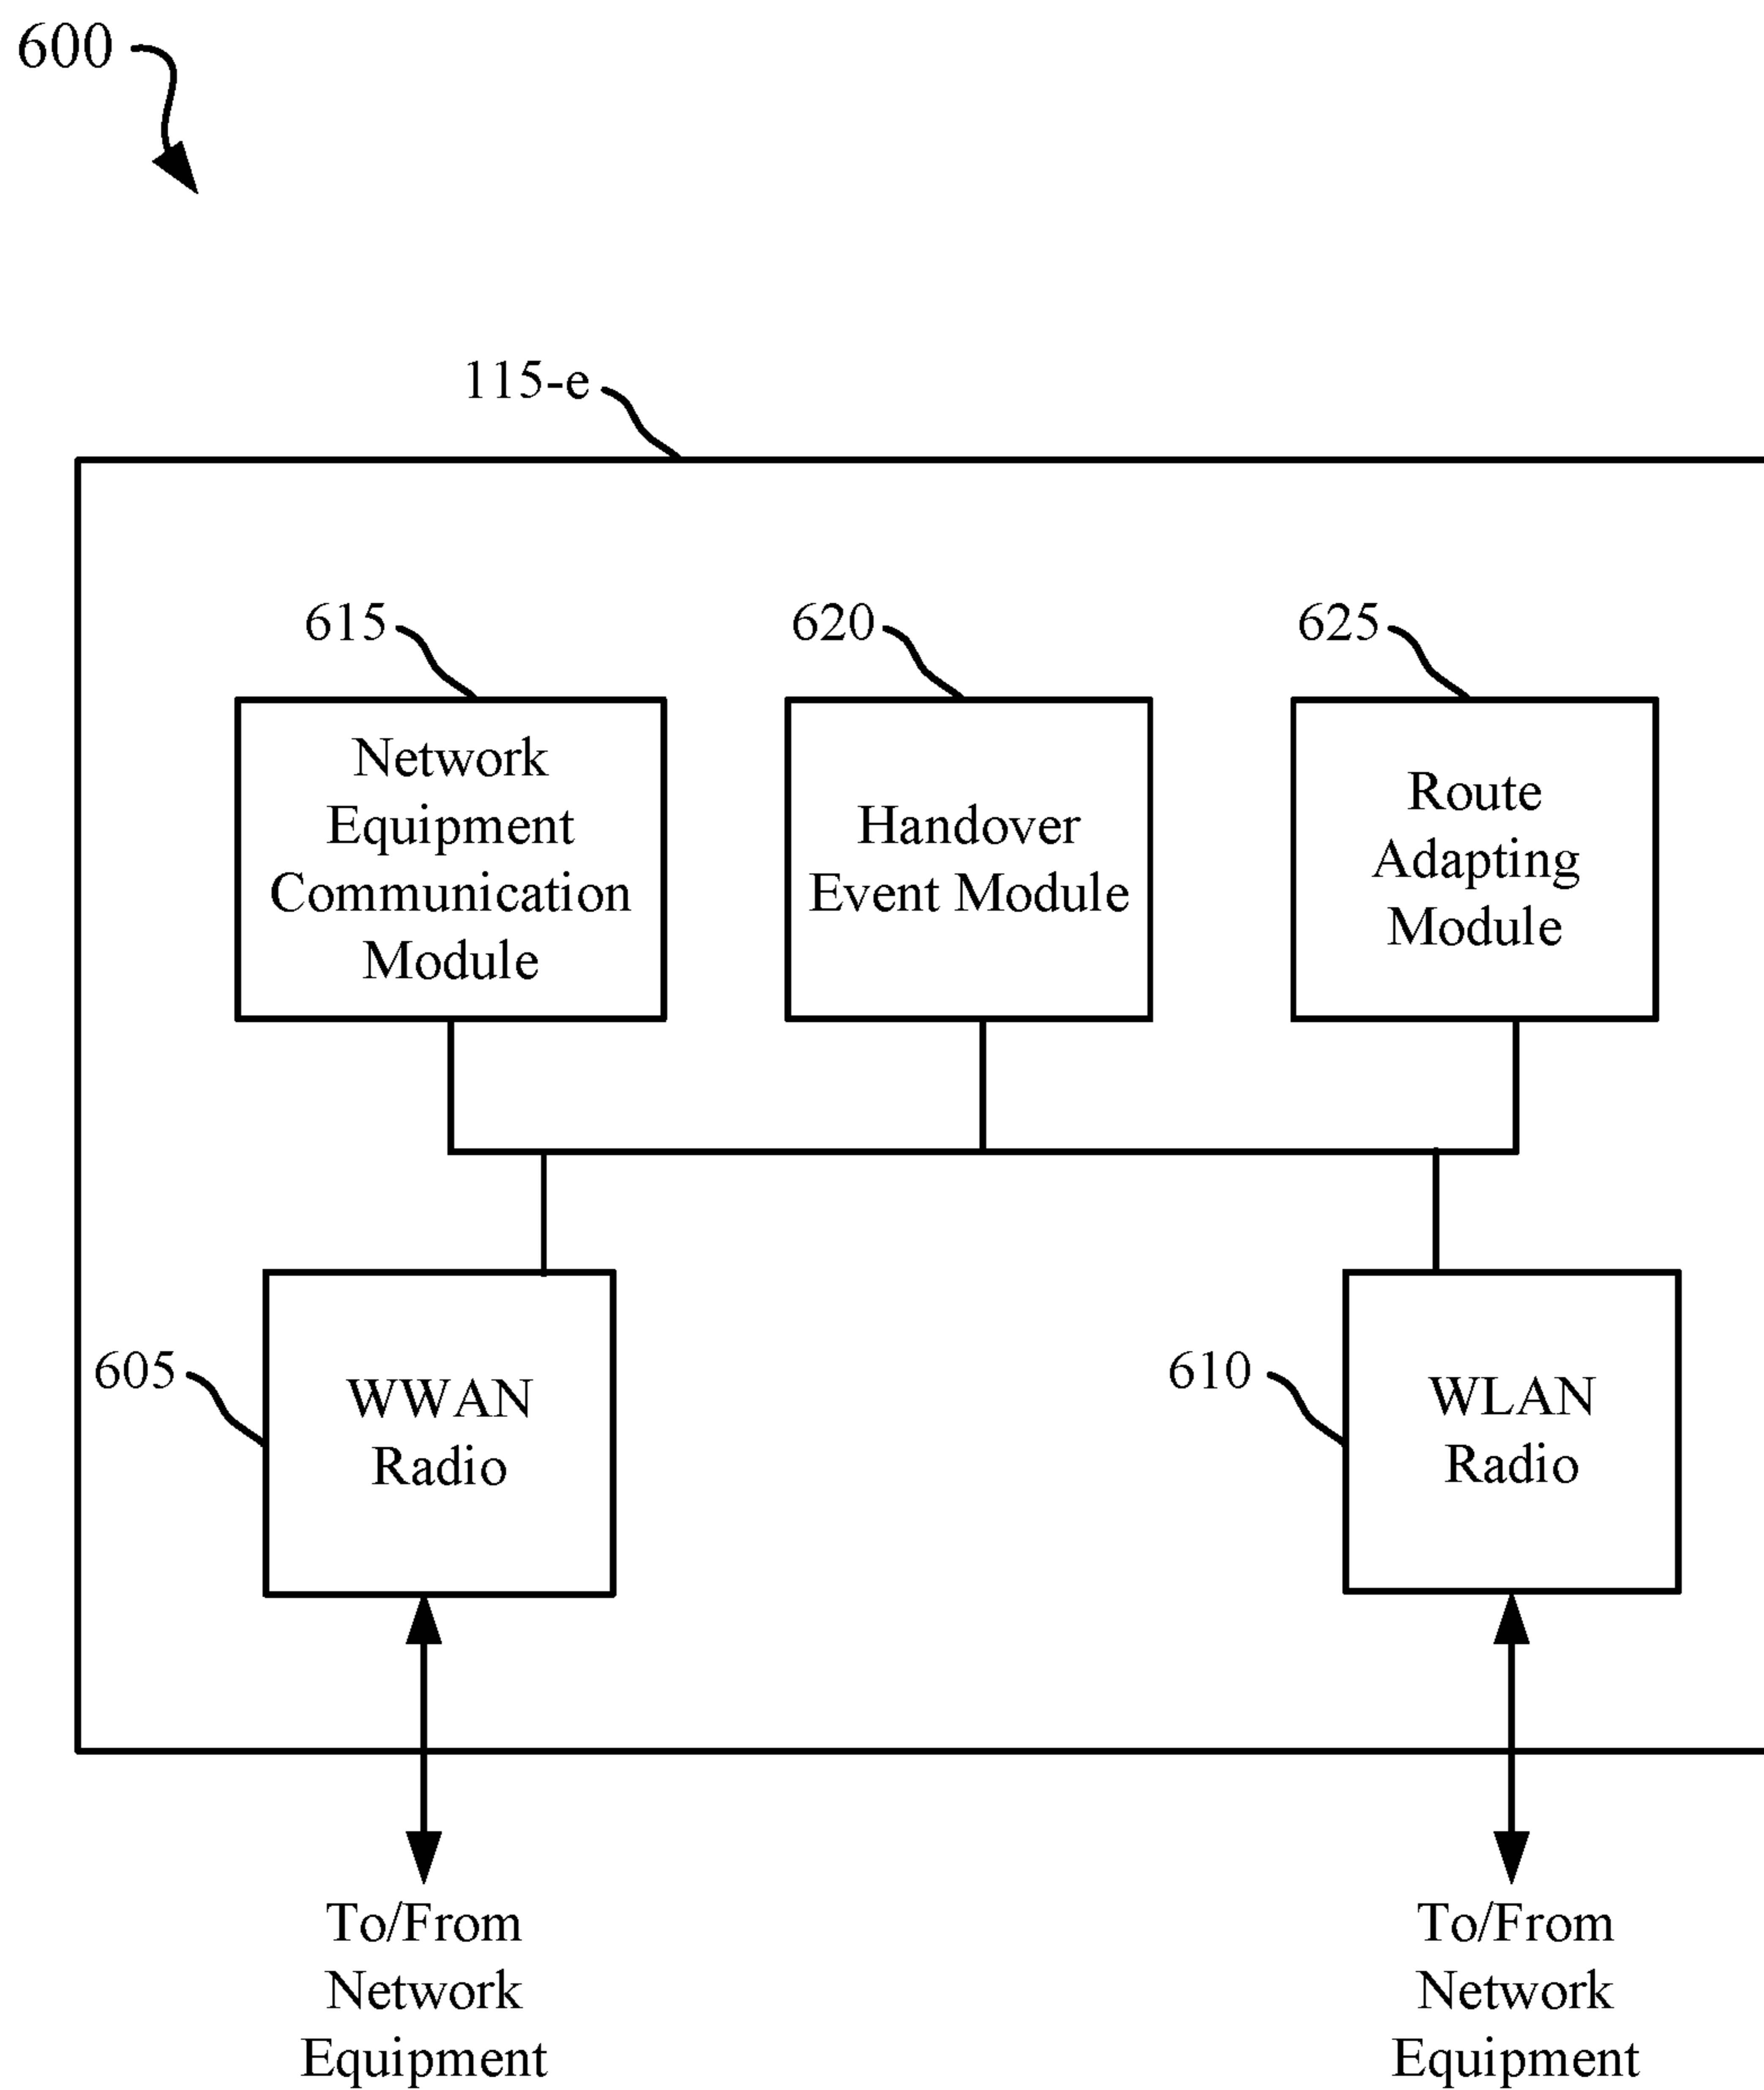 600
115-e
615
620
625
Network
Equipment
Communication
Module
Handover
Event Module
Route
Adapting
Module
605
WWAN
Radio
610
WLAN
Radio
To/From
Network
Equipment
To/From
Network
Equipment